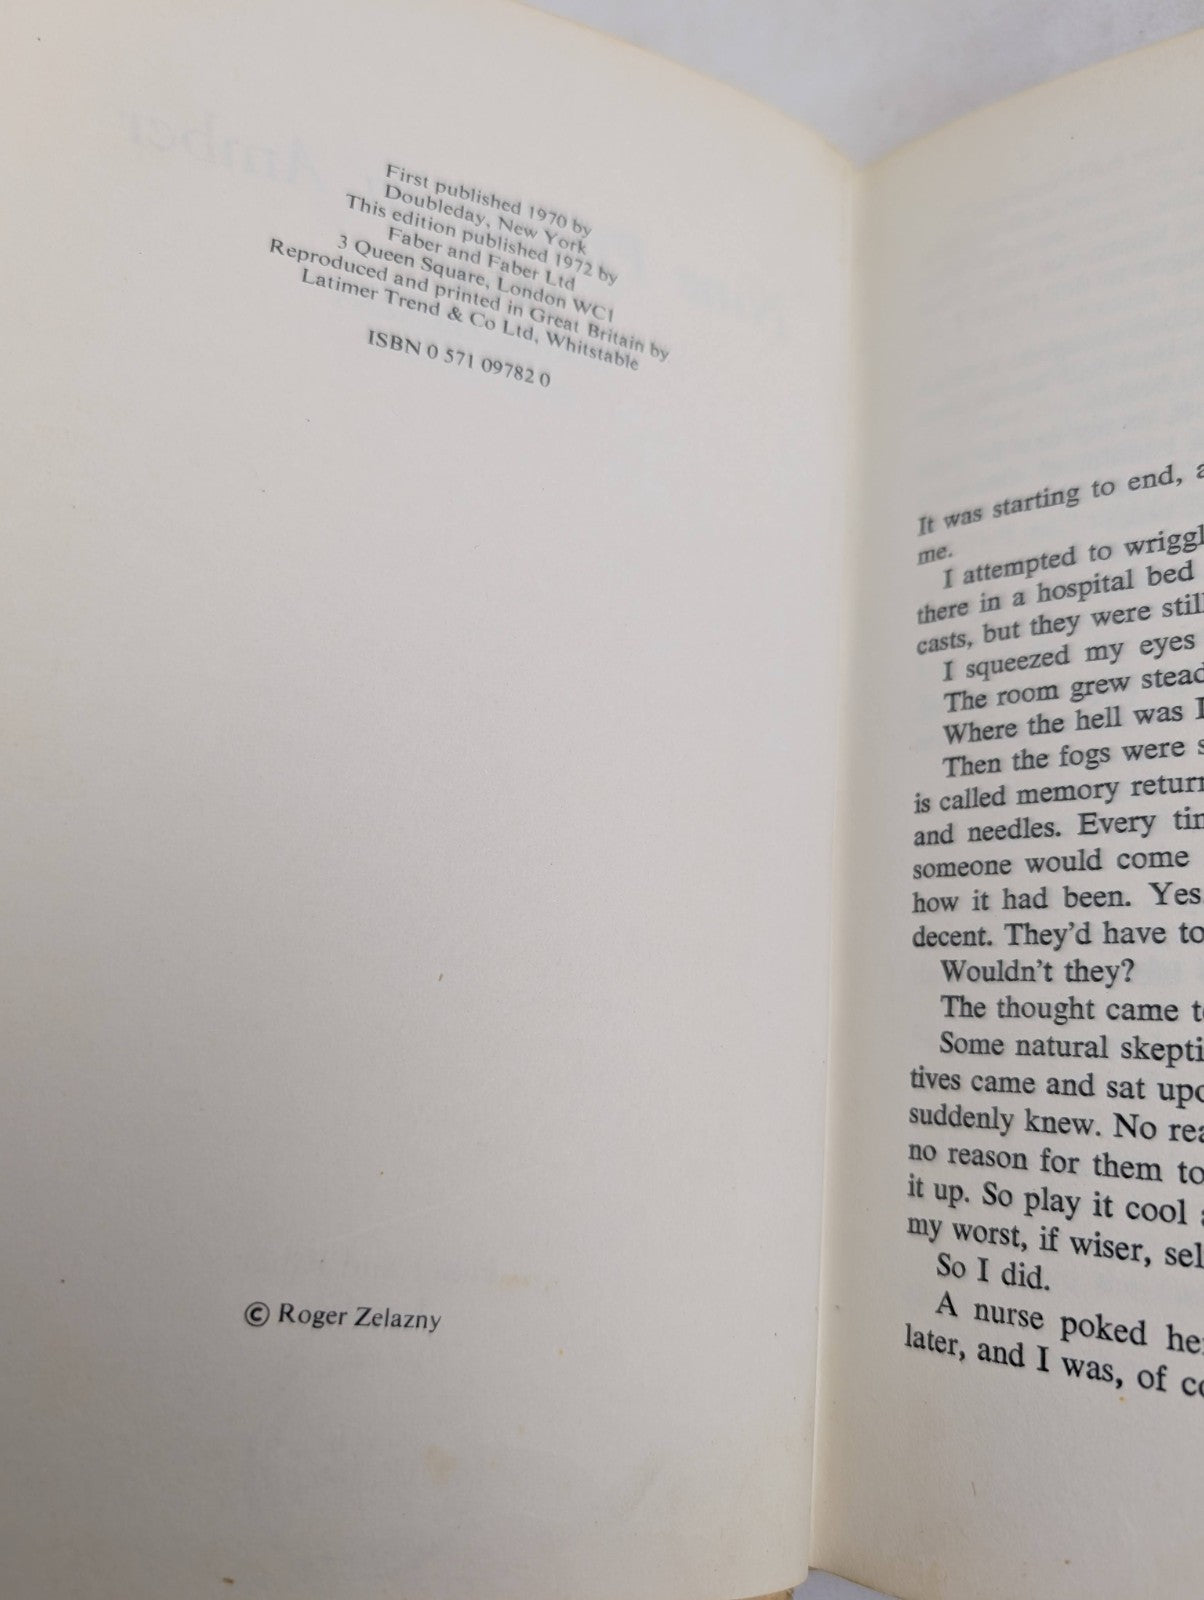 First published 1970 by
Doubleday, New York
This edition published 1972 by
Faber and Faber Ltd
3 Queen Square, London WC1
Reproduced and printed in Great Britain by
Latimer Trend & Co Ltd, Whitstable
ISBN 0 571 09782 0
© Roger Zelazny
It was starting to end,
me.
I attempted to
there in a hospital bed
casts, but they were still
I squeezed my eyes
The room grew
Where the hell was I
Then the fogs were
is called memory
and needles. Every
someone would come
how it had been. Yes.
decent. They'd have to
Wouldn't they?
The thought came
Some natural
tives came and sat
suddenly knew. No
no reason for them to
it up. So play it cool
my worst, if wiser,
So I did.
A nurse poked
later, and I was, of